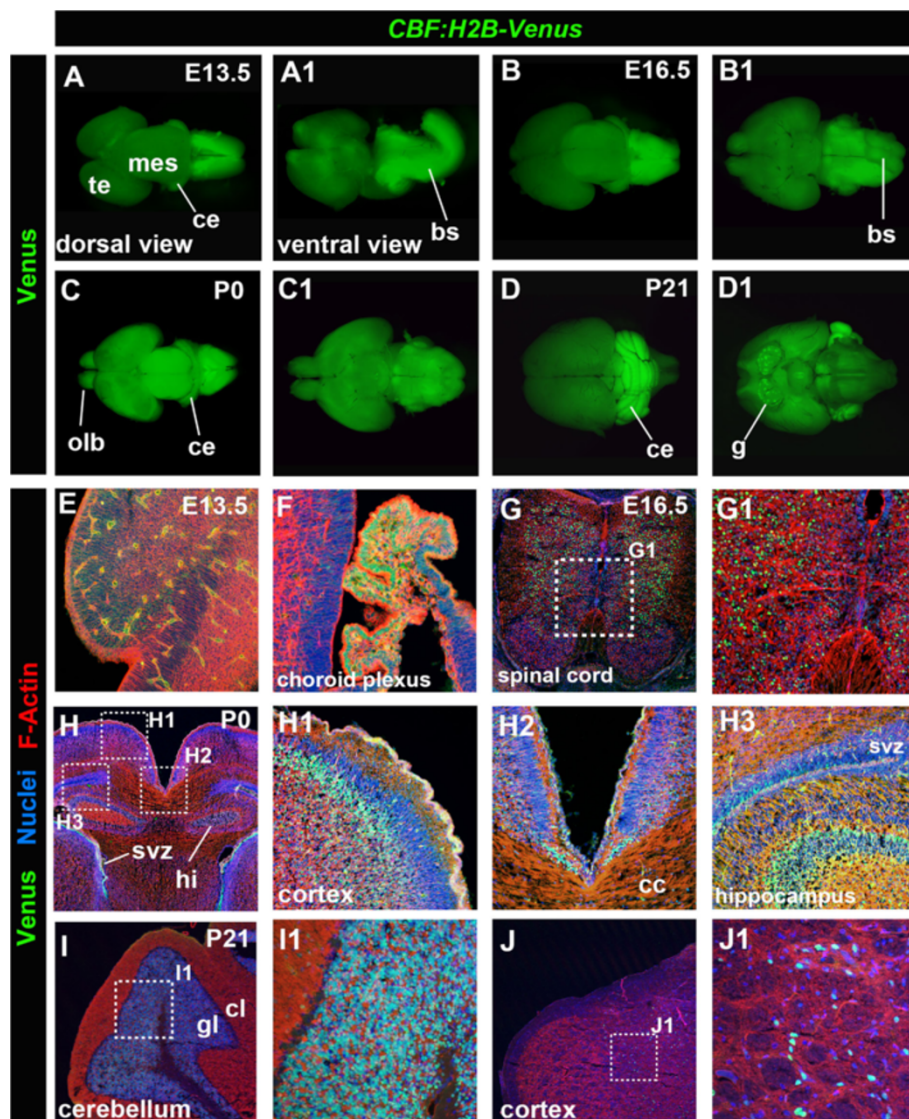 CBF:H2B-Venus
Venus
A E13.5
te mes ce
dorsal view
A1
bs
ventral view
B E16.5
B1
bs
C P0
olb ce
C1
D P21
ce
D1
g
Venus Nuclei F-Actin
E E13.5
F
choroid plexus
G E16.5
G1
spinal cord
G1
H P0
H1
H2
H3
svz hi
H1
cortex
H2
cc
H3
svz
hippocampus
I P21
I1
cl
gl
cerebellum
I1
J
J1
cortex
J1